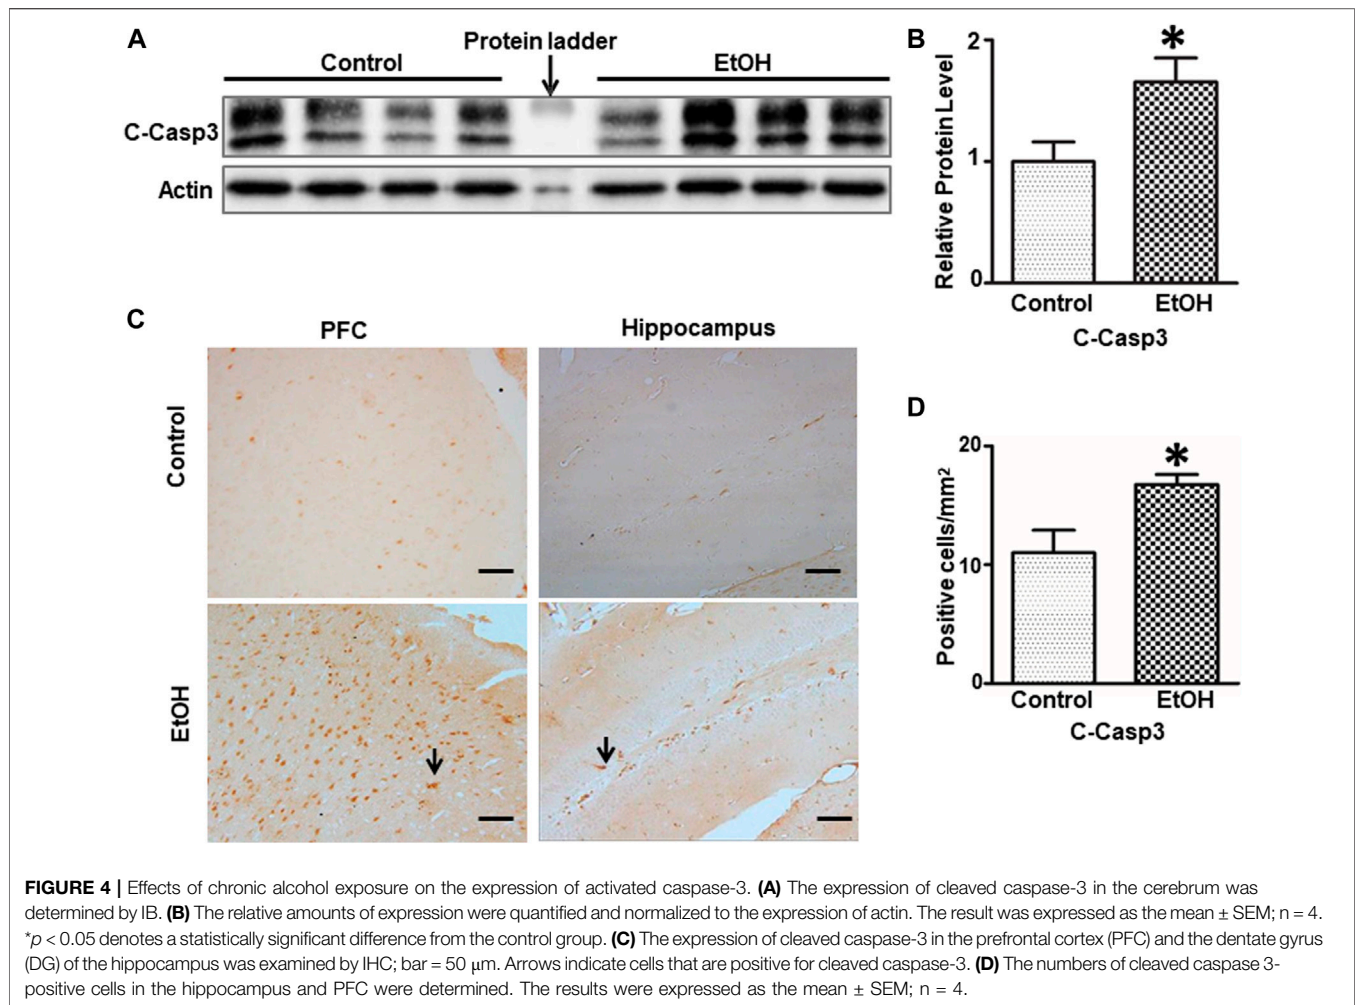 A
Protein ladder
Control
EtOH
C-Casp3
Actin
B
2
1
0
Relative Protein Level
*
Control
EtOH
C-Casp3
C
PFC
Hippocampus
Control
EtOH
D
20
10
0
Positive cells/mm²
*
Control
EtOH
C-Casp3
FIGURE 4 | Effects of chronic alcohol exposure on the expression of activated caspase-3. (A) The expression of cleaved caspase-3 in the cerebrum was
determined by IB. (B) The relative amounts of expression were quantified and normalized to the expression of actin. The result was expressed as the mean ± SEM; n = 4.
*p < 0.05 denotes a statistically significant difference from the control group. (C) The expression of cleaved caspase-3 in the prefrontal cortex (PFC) and the dentate gyrus
(DG) of the hippocampus was examined by IHC; bar = 50 μm. Arrows indicate cells that are positive for cleaved caspase-3. (D) The numbers of cleaved caspase 3-
positive cells in the hippocampus and PFC were determined. The results were expressed as the mean ± SEM; n = 4.